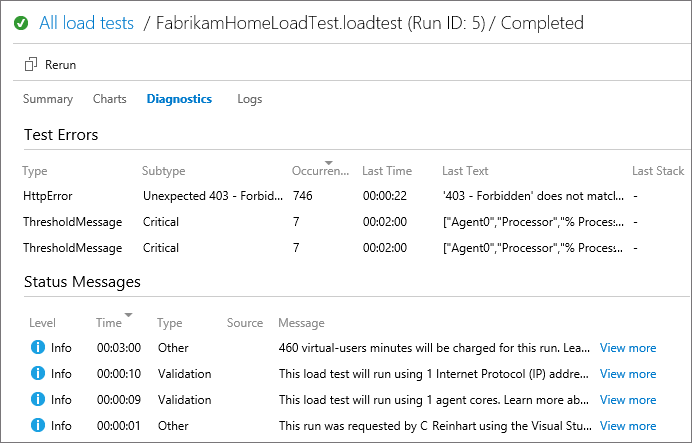 All load tests / FabrikamHomeLoadTest.loadtest (Run ID: 5) / Completed
Rerun
Summary Charts Diagnostics Logs
Test Errors
Type Subtype Occurren... Last Time Last Text Last Stack
HttpError Unexpected 403 - Forbid... 746 00:00:22 '403 - Forbidden' does not matcl... -
ThresholdMessage Critical 7 00:02:00 ["Agent0","Processor","% Proces... -
ThresholdMessage Critical 7 00:02:00 ["Agent0","Processor","% Proces... -
Status Messages
Level Time Type Source Message
Info 00:03:00 Other 460 virtual-users minutes will be charged for this run. Lea... View more
Info 00:00:10 Validation This load test will run using 1 Internet Protocol (IP) addre... View more
Info 00:00:09 Validation This load test will run using 1 agent cores. Learn more ab... View more
Info 00:00:01 Other This run was requested by C Reinhart using the Visual Stu... View more